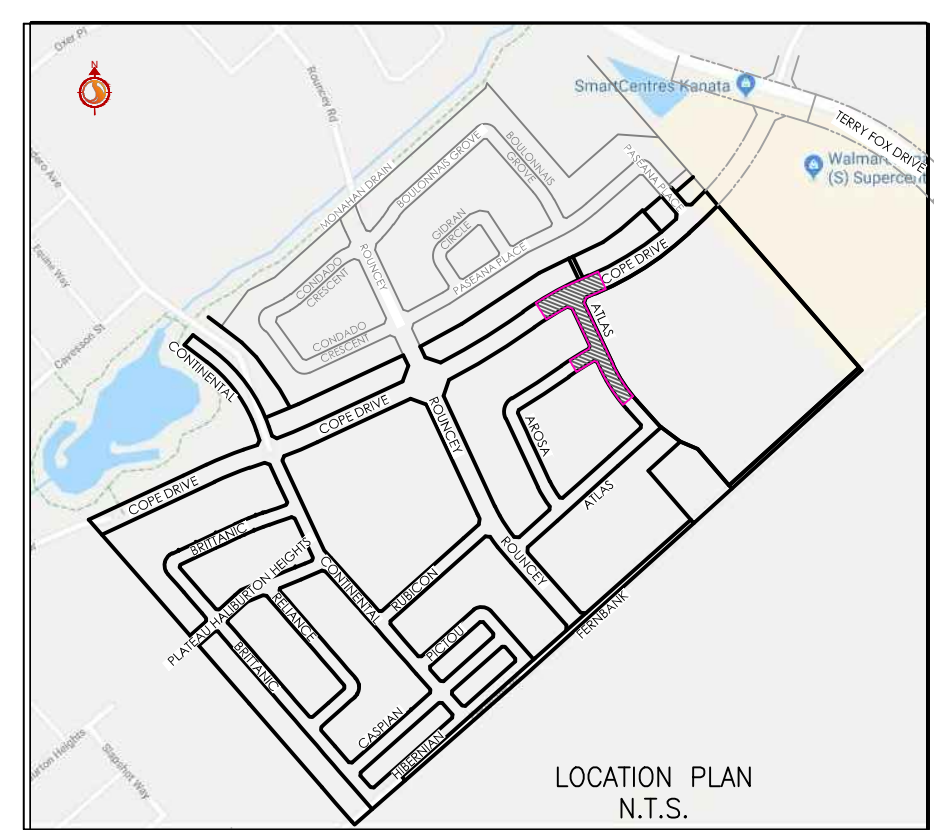 Oxer Pl
N
Rouncey Rd
SmartCentres Kanata
TERRY FOX DRIVE
Walmart
(S) Superce
MONAHAN DRAIN
BOULONNAIS GROVE
BOULONNAIS
GROVE
PASEANA PLACE
GIDRAN
CIRCLE
ROUNCEY
PASEANA PLACE
COPE DRIVE
Equine Way
CONDADO
CRESCENT
Cavesson St
CONDADO
CRESCENT
ATLAS
CONTINENTAL
COPE DRIVE
ROUNCEY
AROSA
COPE DRIVE
ATLAS
BRITTANIC
ROUNCEY
PLATEAU HALIBURTON HEIGHTS
CONTINENTAL
RUBICON
RELIANCE
FERNBANK
PICTOU
BRITTANIC
CASPIAN
HIBERNIAN
urton Heights
Slapshot Way
LOCATION PLAN
N.T.S.